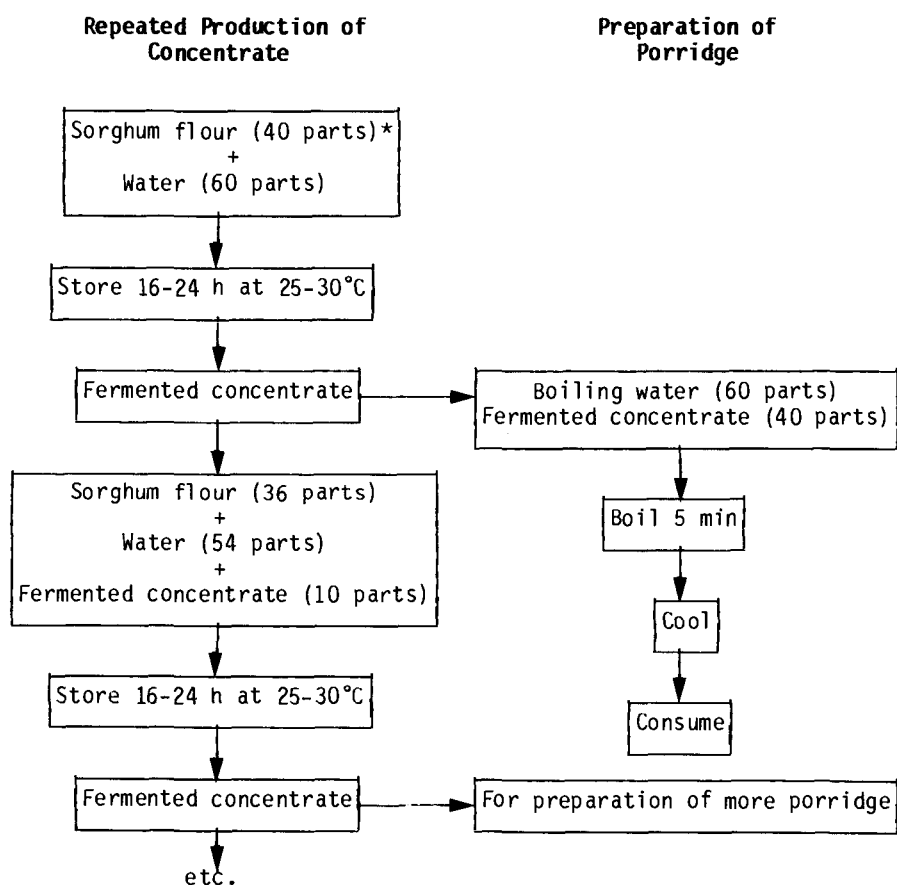 Repeated Production of
Concentrate
Sorghum flour (40 parts)*
+
Water (60 parts)
Store 16-24 h at 25-30°C
Fermented concentrate
Sorghum flour (36 parts)
+
Water (54 parts)
+
Fermented concentrate (10 parts)
Store 16-24 h at 25-30°C
Fermented concentrate
etc.
Preparation of
Porridge
Boiling water (60 parts)
Fermented concentrate (40 parts)
Boil 5 min
Cool
Consume
For preparation of more porridge